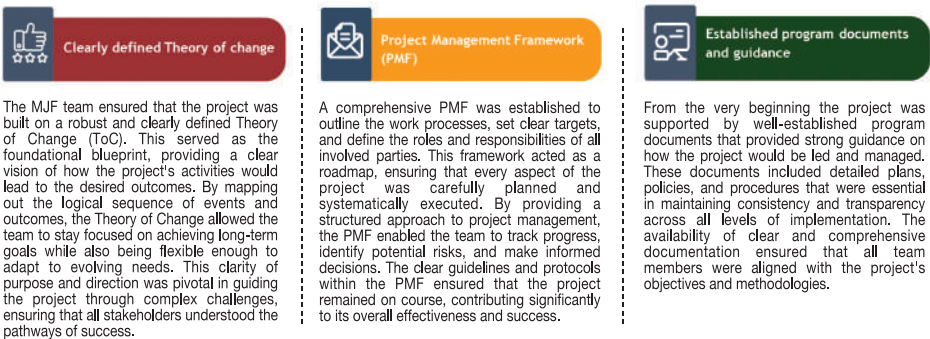 Clearly defined Theory of change
The MJF team ensured that the project was
built on a robust and clearly defined Theory
of Change (ToC). This served as the
foundational blueprint, providing a clear
vision of how the project's activities would
lead to the desired outcomes. By mapping
out the logical sequence of events and
outcomes, the Theory of Change allowed the
team to stay focused on achieving long-term
goals while also being flexible enough to
adapt to evolving needs. This clarity of
purpose and direction was pivotal in guiding
the project through complex challenges,
ensuring that all stakeholders understood the
pathways of success.
Project Management Framework
(PMF)
A comprehensive PMF was established to
outline the work processes, set clear targets,
and define the roles and responsibilities of all
involved parties. This framework acted as a
roadmap, ensuring that every aspect of the
project was carefully planned and
systematically executed. By providing a
structured approach to project management,
the PMF enabled the team to track progress,
identify potential risks, and make informed
decisions. The clear guidelines and protocols
within the PMF ensured that the project
remained on course, contributing significantly
to its overall effectiveness and success.
Established program documents
and guidance
From the very beginning the project was
supported by well-established program
documents that provided strong guidance on
how the project would be led and managed.
These documents included detailed plans,
policies, and procedures that were essential
in maintaining consistency and transparency
across all levels of implementation. The
availability of clear and comprehensive
documentation ensured that all team
members were aligned with the project's
objectives and methodologies.